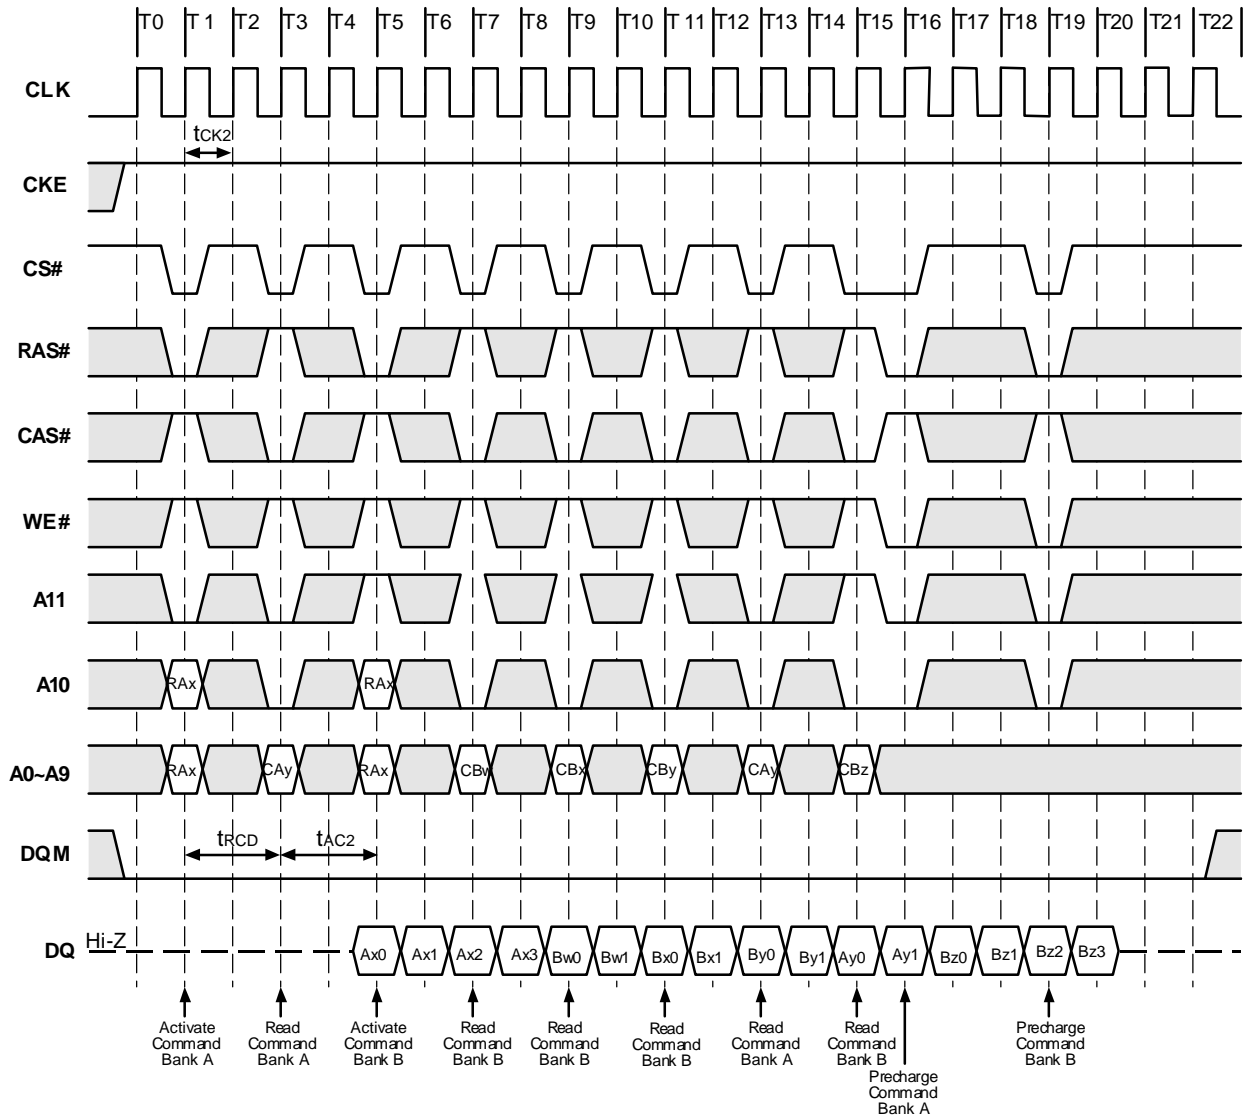 T0 T 1 T2 T3 T4 T5 T6 T7 T8 T9 T10 T 11 T12 T13 T14 T15 T16 T17 T18 T19 T20 T21 T22
CLK
tCK2
CKE
CS#
RAS#
CAS#
WE#
A11
A10
RAx RAx
A0~A9
RAx CAy RAx CBw CBx CBy CAy CBz
DQM
tRCD tAC2
DQ
Hi-Z
Ax0 Ax1 Ax2 Ax3 Bw0 Bw1 Bx0 Bx1 By0 By1 Ay0 Ay1 Bz0 Bz1 Bz2 Bz3
Activate
Command
Bank A
Read
Command
Bank A
Activate
Command
Bank B
Read
Command
Bank B
Read
Command
Bank B
Read
Command
Bank B
Read
Command
Bank A
Read
Command
Bank B
Precharge
Command
Bank A
Precharge
Command
Bank B